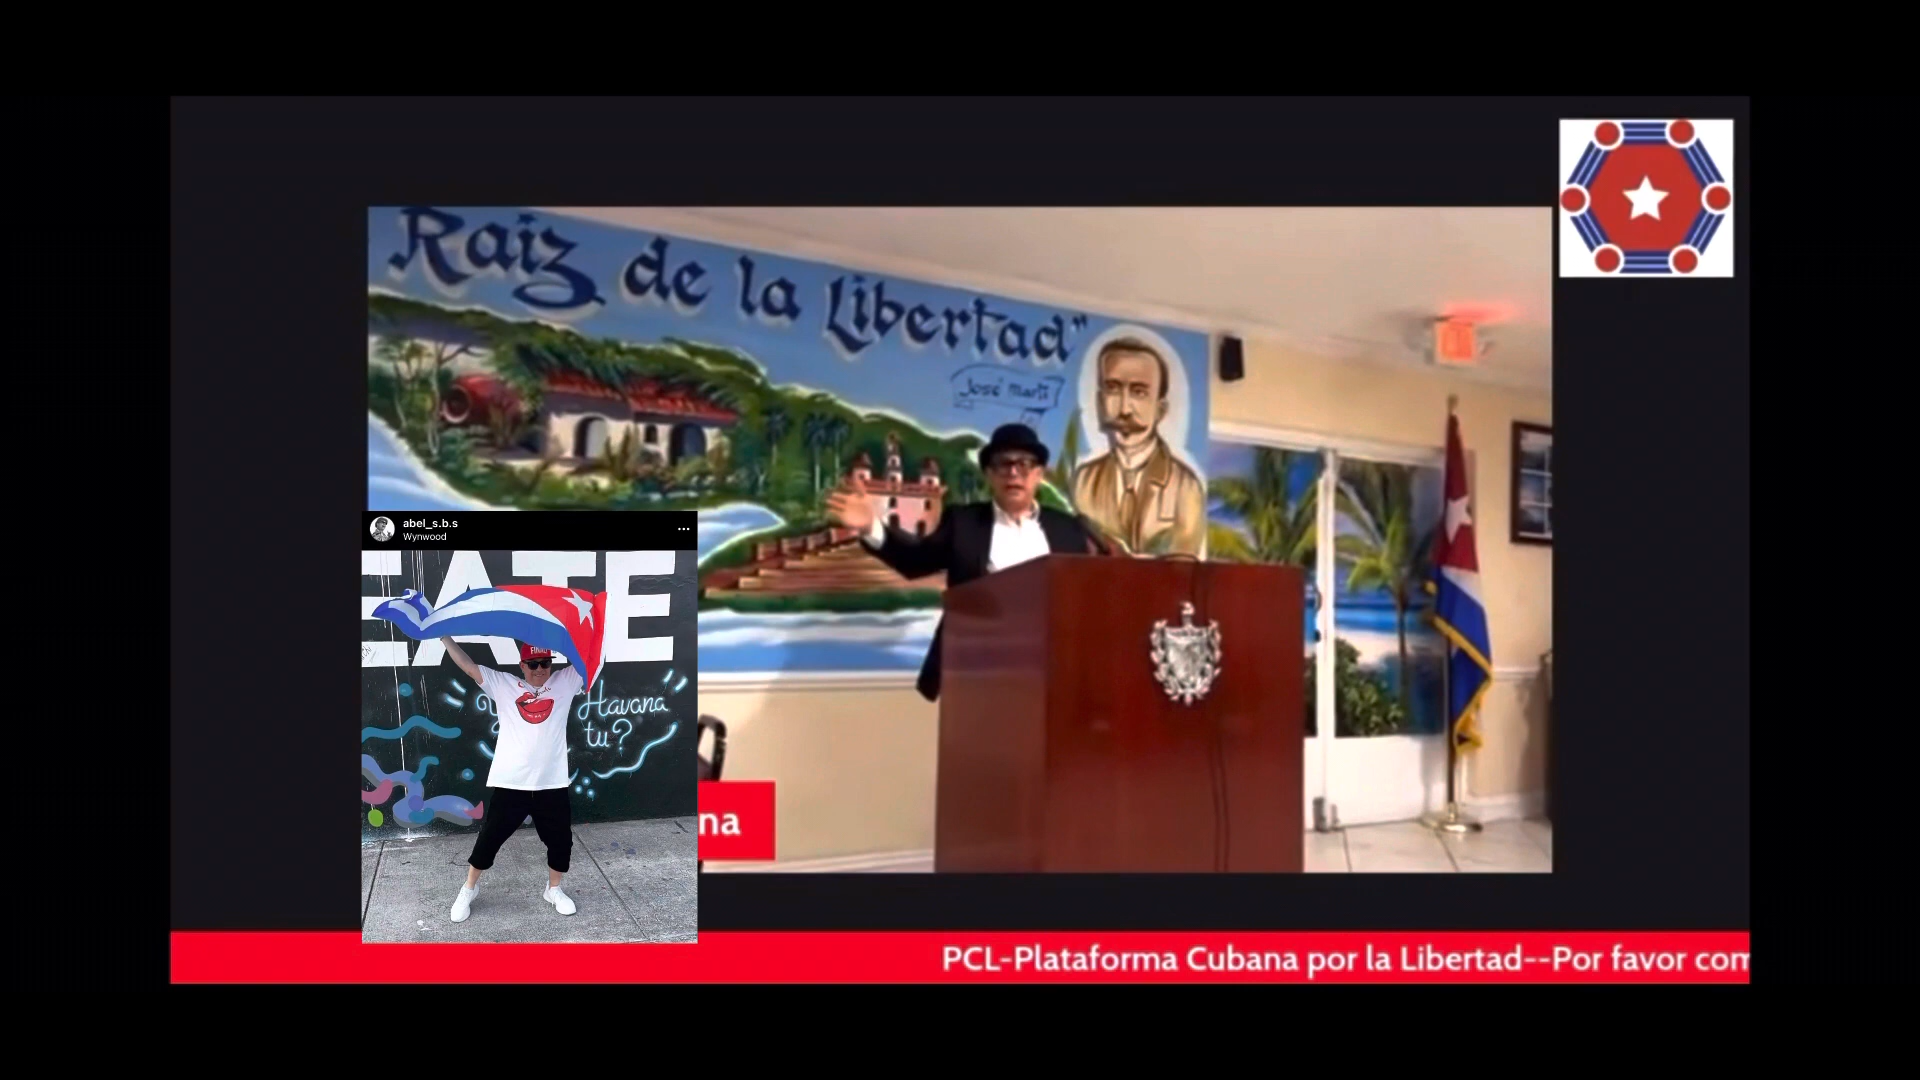 Raiz de la Libertad"
José Martí
abel_s.b.s
Wynwood
EATE
Havana
tu?
na
PCL-Plataforma Cubana por la Libertad--Por favor com